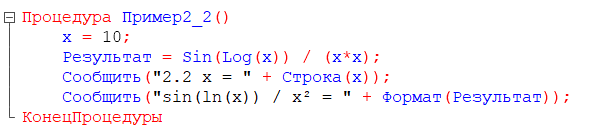 Процедура Пример2_2()
x = 10;
Результат = Sin(Log(x)) / (x*x);
Сообщить("2.2 x = " + Строка(x));
Сообщить("sin(ln(x)) / x² = " + Формат(Результат));
КонецПроцедуры